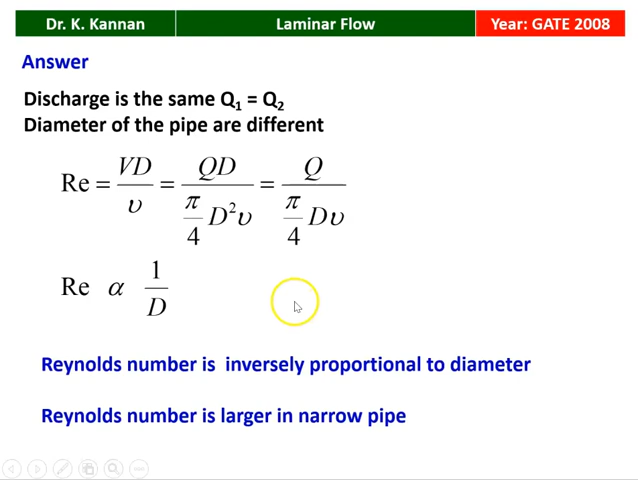 Dr. K. Kannan Laminar Flow Year: GATE 2008
Answer
Discharge is the same Q₁ = Q₂
Diameter of the pipe are different
Re = VD/υ = QD/(π/4 D²υ) = Q/(π/4 Dυ)
Re α 1/D
Reynolds number is inversely proportional to diameter
Reynolds number is larger in narrow pipe